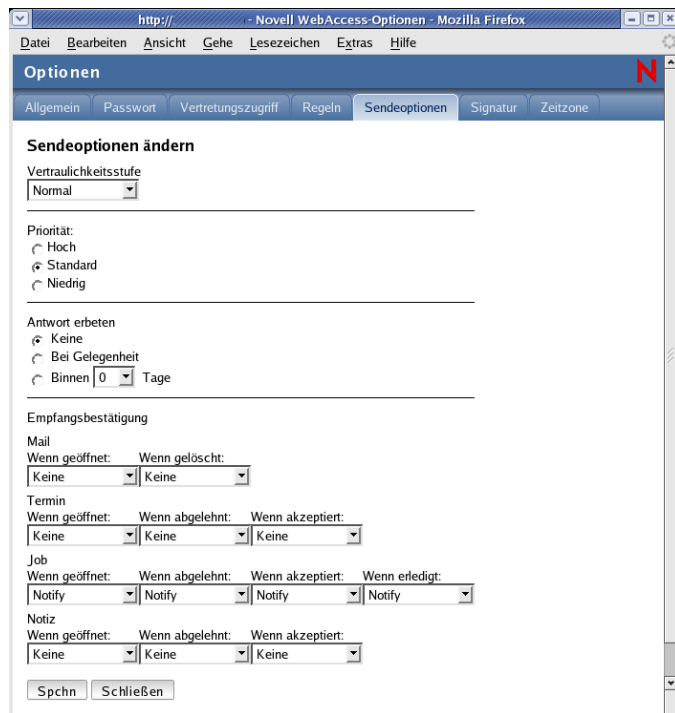 http:// - Novell WebAccess-Optionen - Mozilla Firefox
Datei Bearbeiten Ansicht Gehe Lesezeichen Extras Hilfe
Optionen N
Allgemein Passwort Vertretungszugriff Regeln Sendeoptionen Signatur Zeitzone
Sendeoptionen ändern
Vertraulichkeitsstufe
Normal
Priorität:
Hoch
Standard
Niedrig
Antwort erbeten
Keine
Bei Gelegenheit
Binnen 0 Tage
Empfangsbestätigung
Mail
Wenn geöffnet: Wenn gelöscht:
Keine Keine
Termin
Wenn geöffnet: Wenn abgelehnt: Wenn akzeptiert:
Keine Keine Keine
Job
Wenn geöffnet: Wenn abgelehnt: Wenn akzeptiert: Wenn erledigt:
Notify Notify Notify Notify
Notiz
Wenn geöffnet: Wenn abgelehnt: Wenn akzeptiert:
Keine Keine Keine
Spchn Schließen